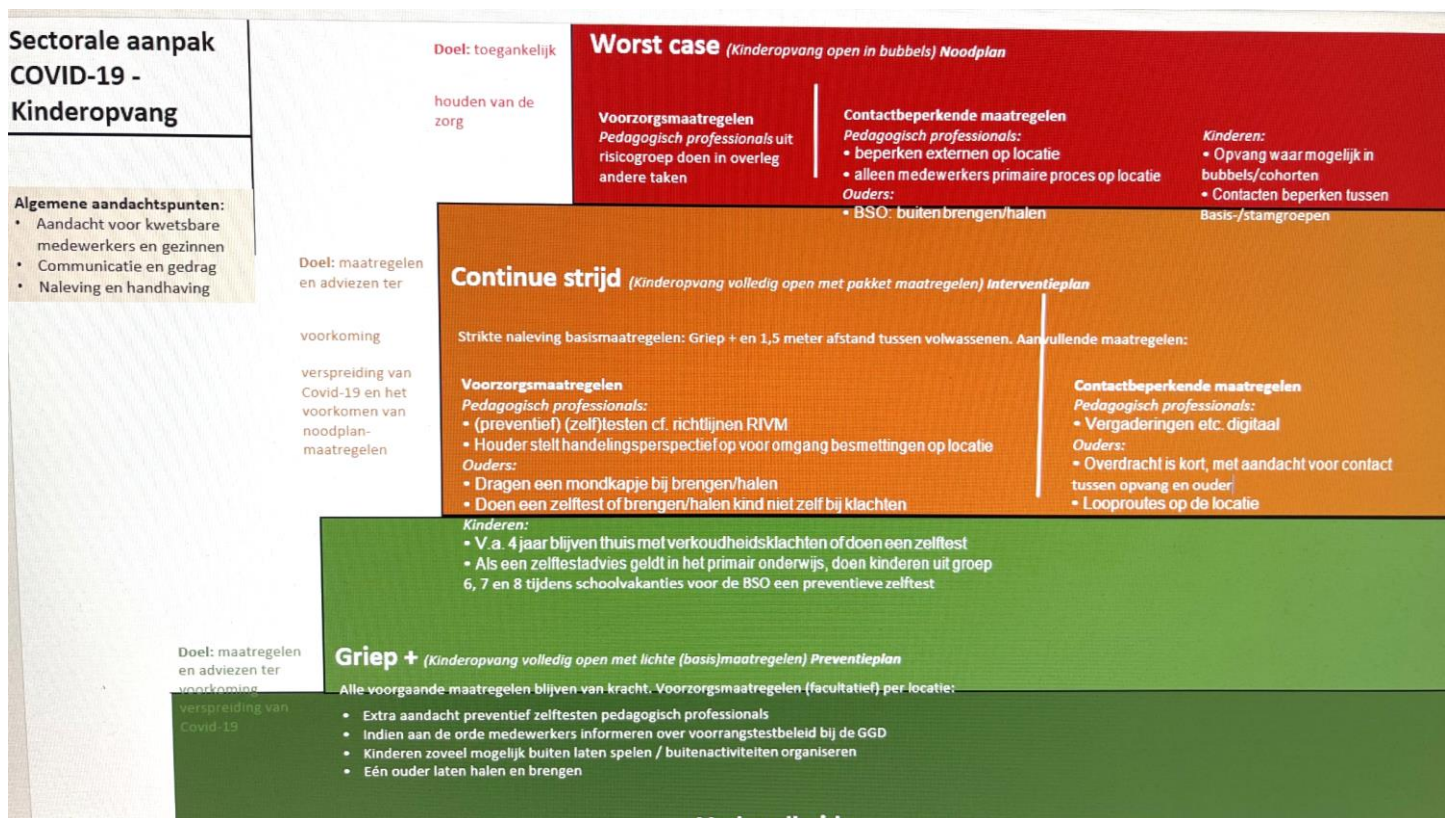 Sectorale aanpak
COVID-19 -
Kinderopvang
Algemene aandachtspunten:
• Aandacht voor kwetsbare
medewerkers en gezinnen
• Communicatie en gedrag
• Naleving en handhaving
Doel: toegankelijk
houden van de
zorg
Worst case (Kinderopvang open in bubbels) Noodplan
Voorzorgsmaatregelen
Pedagogisch professionals uit
risicogroep doen in overleg
andere taken
Contactbeperkende maatregelen
Pedagogisch professionals:
• beperken externen op locatie
• alleen medewerkers primaire proces op locatie
Ouders:
• BSO: buiten brengen/halen
Kinderen:
• Opvang waar mogelijk in
bubbels/cohorten
• Contacten beperken tussen
Basis-/stamgroepen
Doel: maatregelen
en adviezen ter
voorkoming
verspreiding van
Covid-19 en het
voorkomen van
noodplan-
maatregelen
Continue strijd (Kinderopvang volledig open met pakket maatregelen) Interventieplan
Strikte naleving basismaatregelen: Griep + en 1,5 meter afstand tussen volwassenen. Aanvullende maatregelen:
Voorzorgsmaatregelen
Pedagogisch professionals:
• (preventief) (zelf)testen cf. richtlijnen RIVM
• Houder stelt handelingsperspectief op voor omgang besmettingen op locatie
Ouders:
• Dragen een mondkapje bij brengen/halen
• Doen een zelftest of brengen/halen kind niet zelf bij klachten
Kinderen:
• V.a. 4 jaar blijven thuis met verkoudheidsklachten of doen een zelftest
• Als een zelftestadvies geldt in het primair onderwijs, doen kinderen uit groep
6, 7 en 8 tijdens schoolvakanties voor de BSO een preventieve zelftest
Contactbeperkende maatregelen
Pedagogisch professionals:
• Vergaderingen etc. digitaal
Ouders:
• Overdracht is kort, met aandacht voor contact
tussen opvang en ouder
• Looproutes op de locatie
Doel: maatregelen
en adviezen ter
voorkoming
verspreiding van
Covid-19
Griep + (Kinderopvang volledig open met lichte (basis)maatregelen) Preventieplan
Alle voorgaande maatregelen blijven van kracht. Voorzorgsmaatregelen (facultatief) per locatie:
• Extra aandacht preventief zelftesten pedagogisch professionals
• Indien aan de orde medewerkers informeren over voorrangstestbeleid bij de GGD
• Kinderen zoveel mogelijk buiten laten spelen / buitenactiviteiten organiseren
• Eén ouder laten halen en brengen